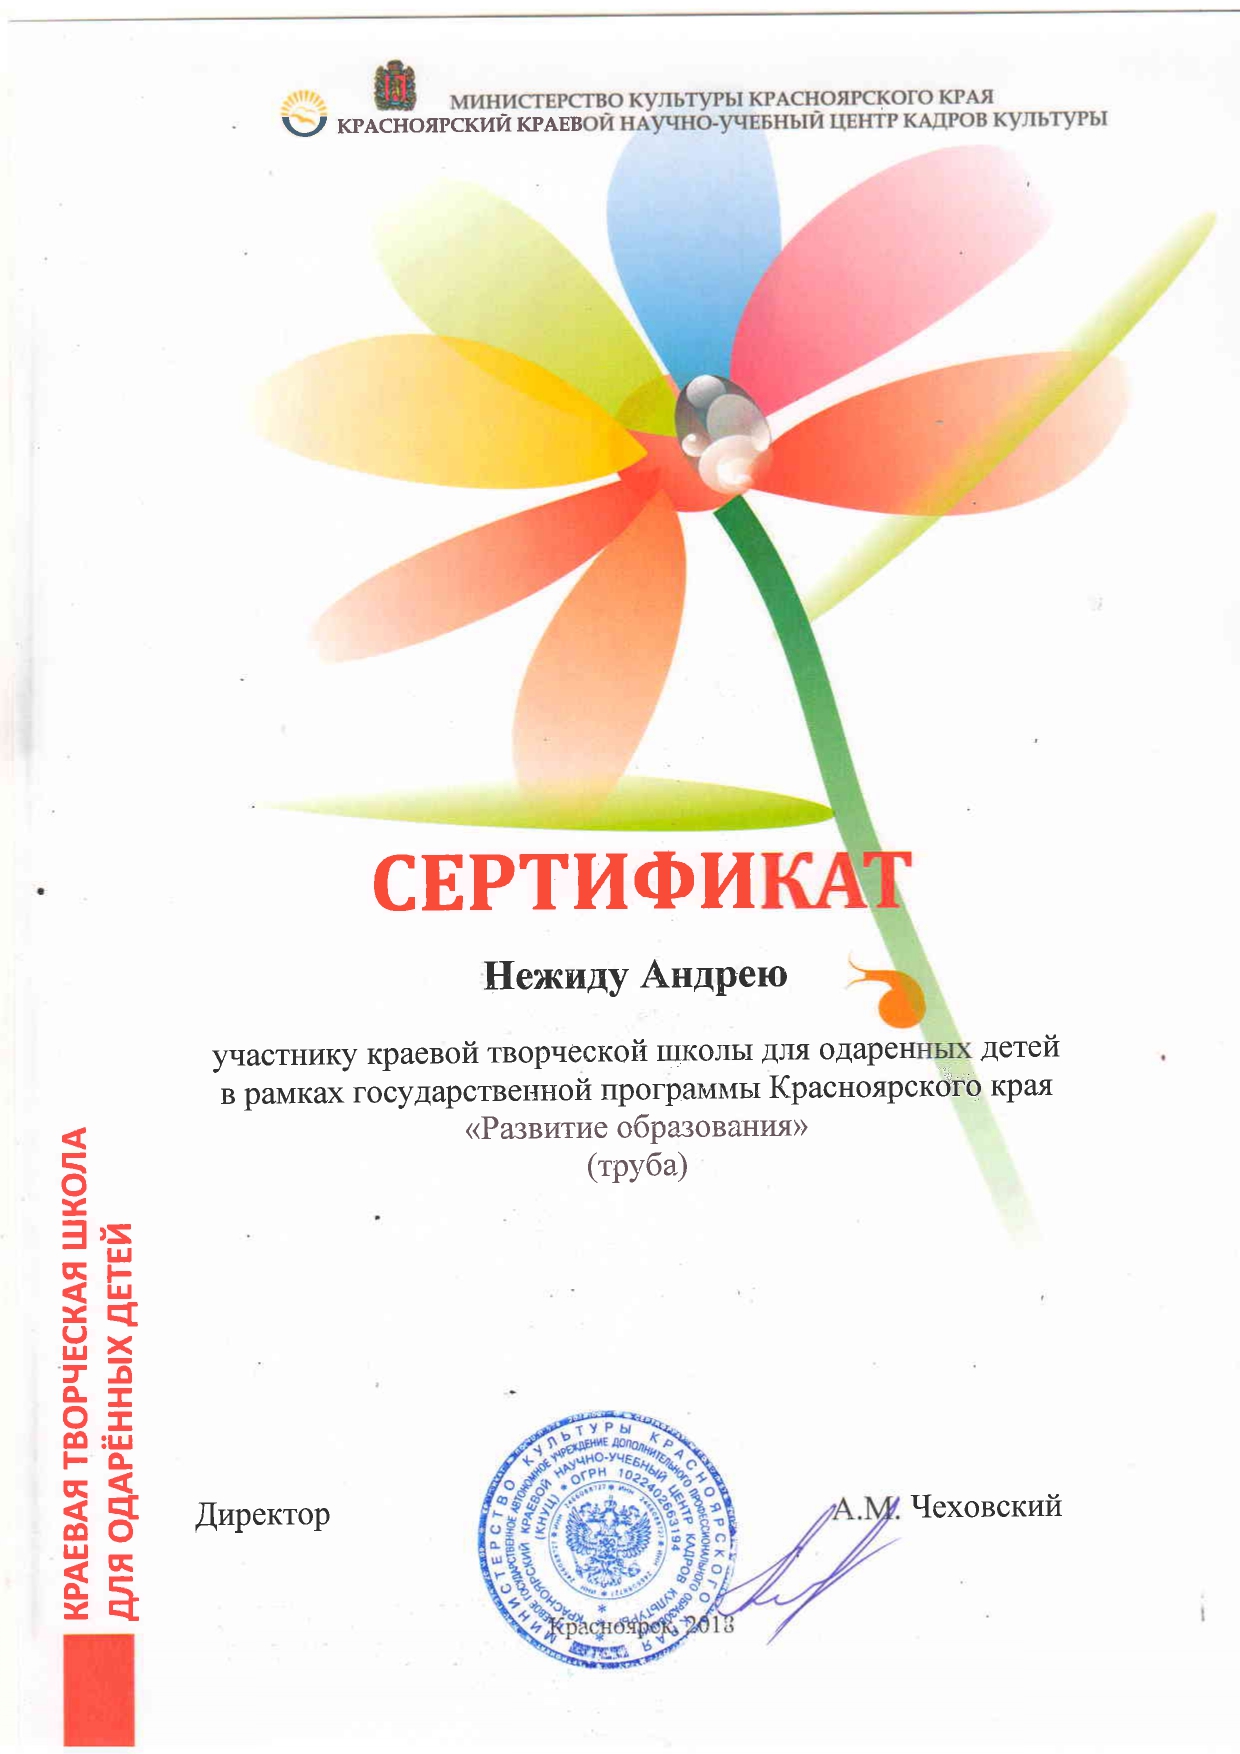 МИНИСТЕРСТВО КУЛЬТУРЫ КРАСНОЯРСКОГО КРАЯ
КРАСНОЯРСКИЙ КРАЕВОЙ НАУЧНО-УЧЕБНЫЙ ЦЕНТР КАДРОВ КУЛЬТУРЫ
СЕРТИФИКАТ
Нежиду Андрею
участнику краевой творческой школы для одаренных детей
в рамках государственной программы Красноярского края
«Развитие образования»
(труба)
КРАЕВАЯ ТВОРЧЕСКАЯ ШКОЛА
ДЛЯ ОДАРЁННЫХ ДЕТЕЙ
Директор
А.М. Чеховский
МИНИСТЕРСТВО КУЛЬТУРЫ КРАСНОЯРСКОГО КРАЯ
КРАЕВОЕ ГОСУДАРСТВЕННОЕ АВТОНОМНОЕ УЧРЕЖДЕНИЕ ДОПОЛНИТЕЛЬНОГО ПРОФЕССИОНАЛЬНОГО ОБРАЗОВАНИЯ
КРАСНОЯРСКИЙ КРАЕВОЙ НАУЧНО-УЧЕБНЫЙ ЦЕНТР КАДРОВ КУЛЬТУРЫ
(КНУЦ) * ОГРН 1022402663194
Красноярск, 2013